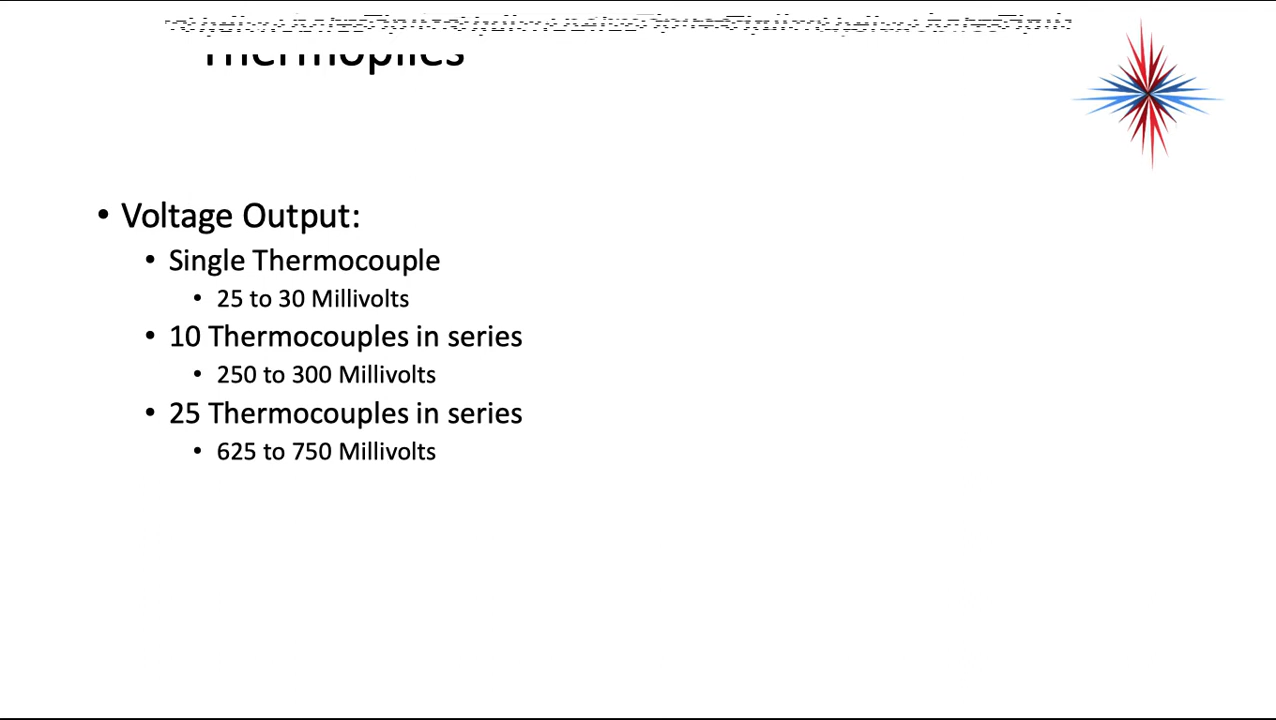 Thermopiles
• Voltage Output:
• Single Thermocouple
• 25 to 30 Millivolts
• 10 Thermocouples in series
• 250 to 300 Millivolts
• 25 Thermocouples in series
• 625 to 750 Millivolts